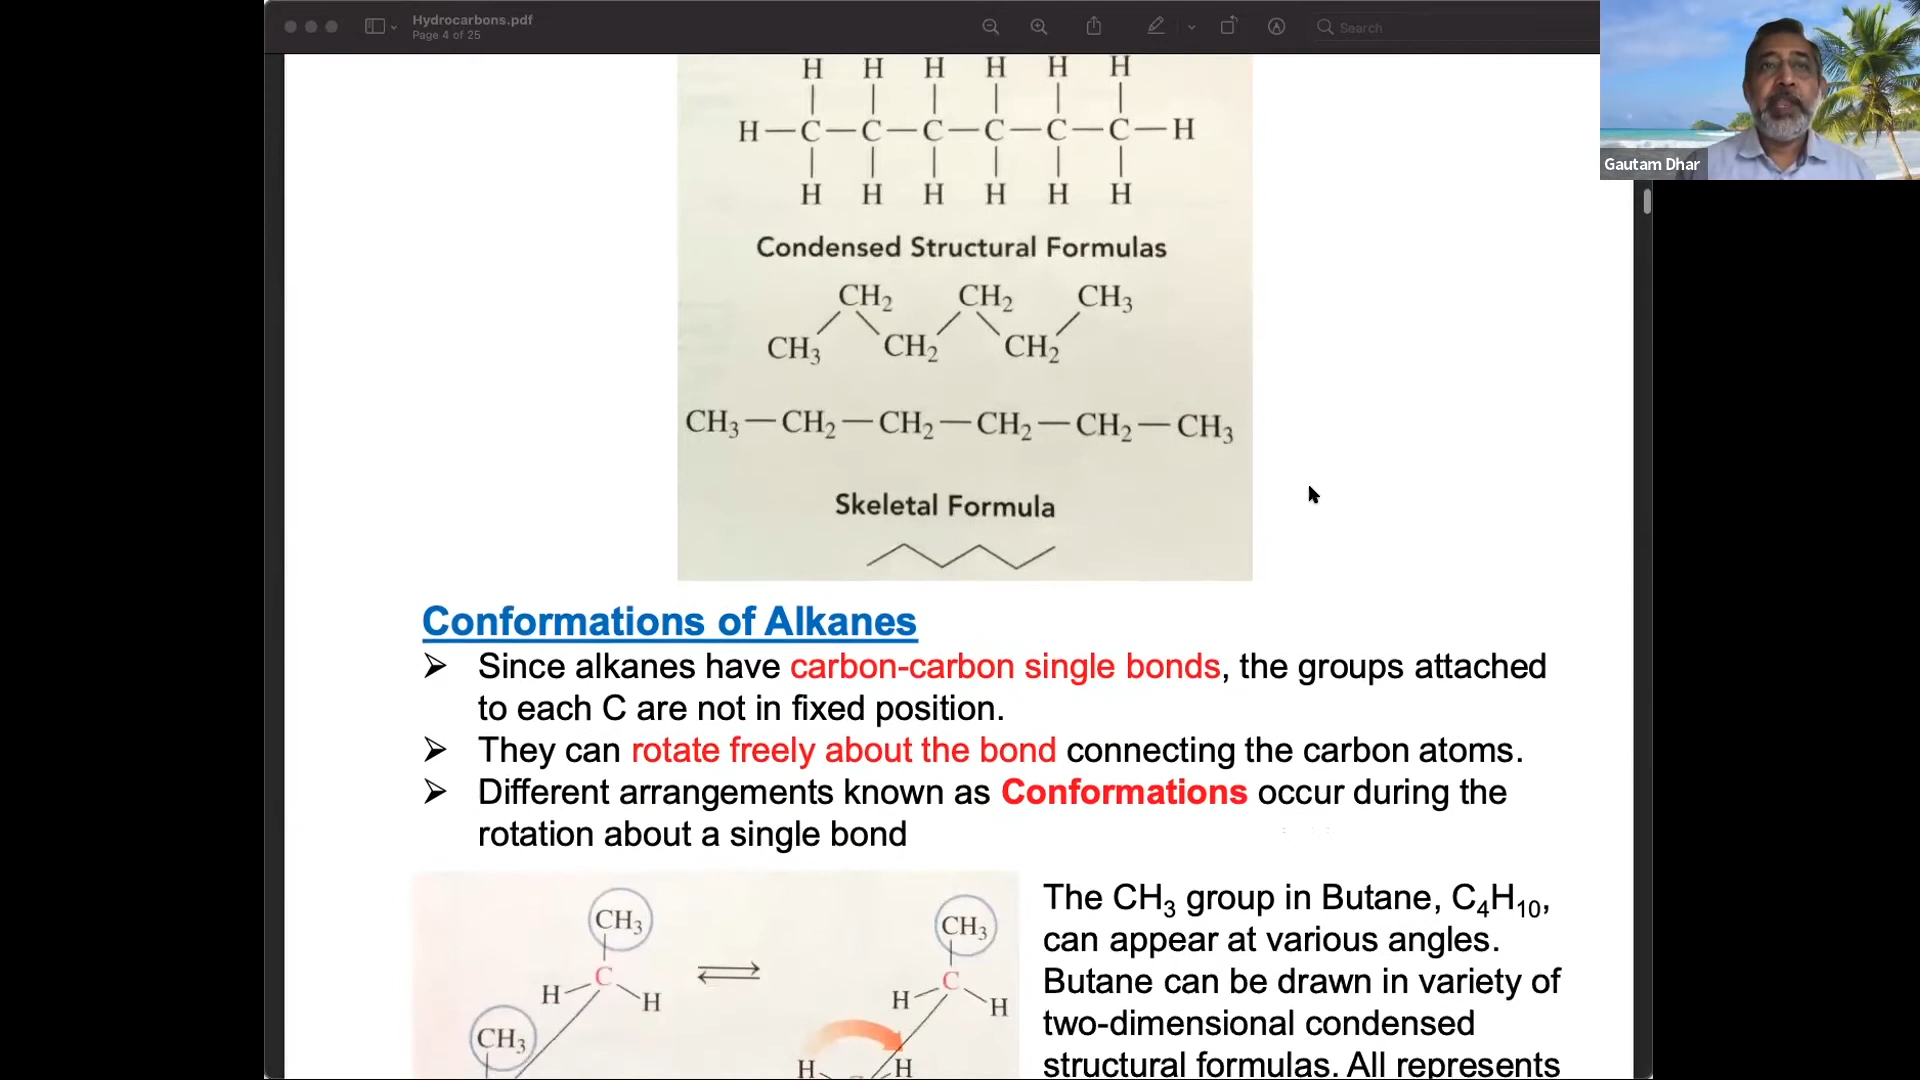 Hydrocarbons.pdf
Page 4 of 25
Search
Gautam Dhar
H H H H H H
H—C—C—C—C—C—C—H
H H H H H H
Condensed Structural Formulas
CH₂ CH₂ CH₃
CH₃ CH₂ CH₂
CH₃—CH₂—CH₂—CH₂—CH₂—CH₃
Skeletal Formula
Conformations of Alkanes
➢ Since alkanes have carbon-carbon single bonds, the groups attached
to each C are not in fixed position.
➢ They can rotate freely about the bond connecting the carbon atoms.
➢ Different arrangements known as Conformations occur during the
rotation about a single bond
CH₃ CH₃
C ⇌ C
H H H H
CH₃
H H
The CH₃ group in Butane, C₄H₁₀,
can appear at various angles.
Butane can be drawn in variety of
two-dimensional condensed
structural formulas. All represents